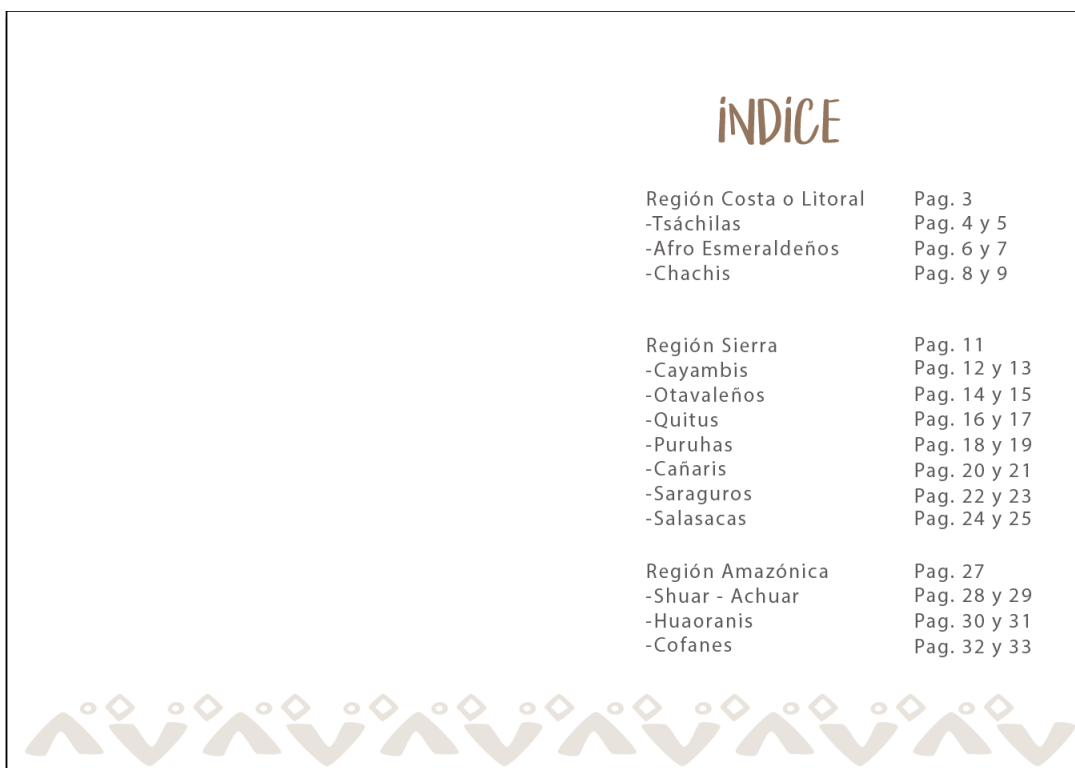 iNDiCE
Región Costa o Litoral Pag. 3
-Tsáchilas Pag. 4 y 5
-Afro Esmeraldeños Pag. 6 y 7
-Chachis Pag. 8 y 9
Región Sierra Pag. 11
-Cayambis Pag. 12 y 13
-Otavaleños Pag. 14 y 15
-Quitus Pag. 16 y 17
-Puruhas Pag. 18 y 19
-Cañaris Pag. 20 y 21
-Saraguros Pag. 22 y 23
-Salasacas Pag. 24 y 25
Región Amazónica Pag. 27
-Shuar - Achuar Pag. 28 y 29
-Huaoranis Pag. 30 y 31
-Cofanes Pag. 32 y 33